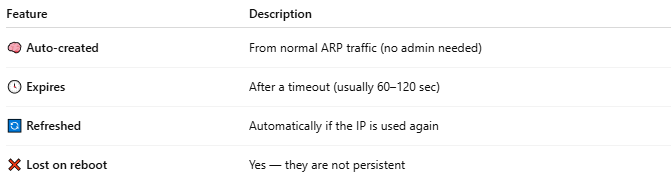 Feature Description
🧠 Auto-created From normal ARP traffic (no admin needed)
🕒 Expires After a timeout (usually 60–120 sec)
🔄 Refreshed Automatically if the IP is used again
❌ Lost on reboot Yes — they are not persistent